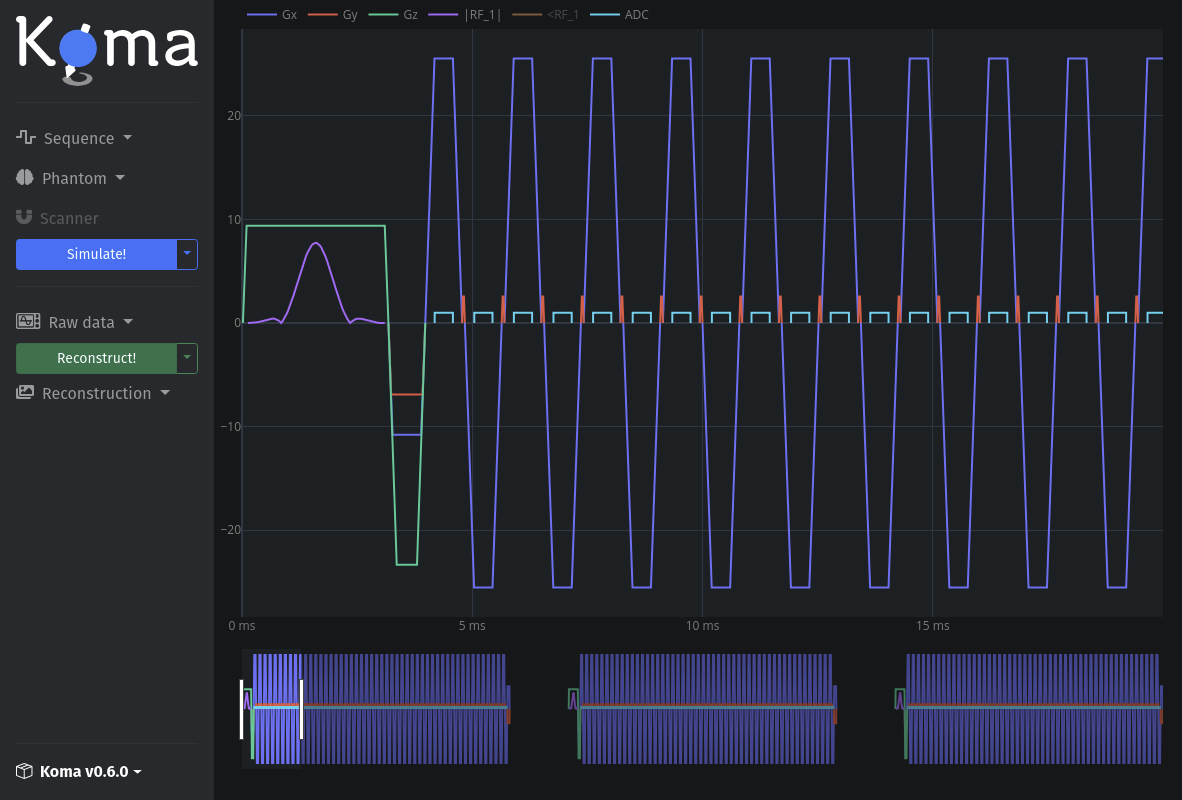 Koma
Sequence
Phantom
Scanner
Simulate!
Raw data
Reconstruct!
Reconstruction
Koma v0.6.0
Gx Gy Gz |RF_1| <RF_1 ADC
20
10
0
−10
−20
0 ms 5 ms 10 ms 15 ms